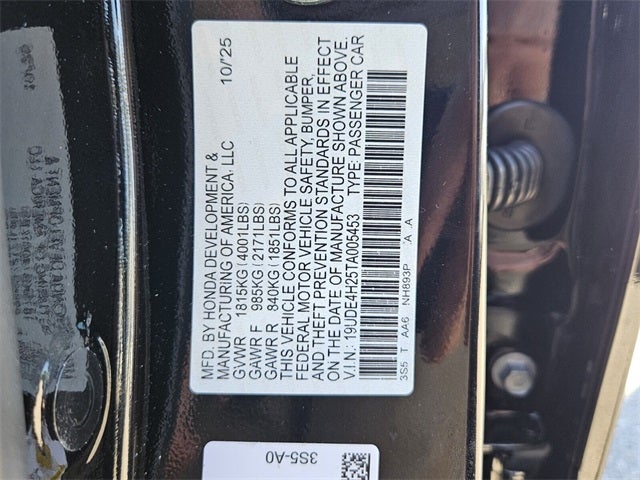 MFD. BY HONDA DEVELOPMENT & 10/'25
MANUFACTURING OF AMERICA, LLC
GVWR 1815KG(4001LBS)
GAWR F 985KG(2171LBS)
GAWR R 840KG(1851LBS)
THIS VEHICLE CONFORMS TO ALL APPLICABLE
FEDERAL MOTOR VEHICLE SAFETY, BUMPER,
AND THEFT PREVENTION STANDARDS IN EFFECT
ON THE DATE OF MANUFACTURE SHOWN ABOVE.
V.I.N: 19UDE4H25TA005453 TYPE: PASSENGER CAR
3S5 T AA6 NH893P .A .A
3S5-A0